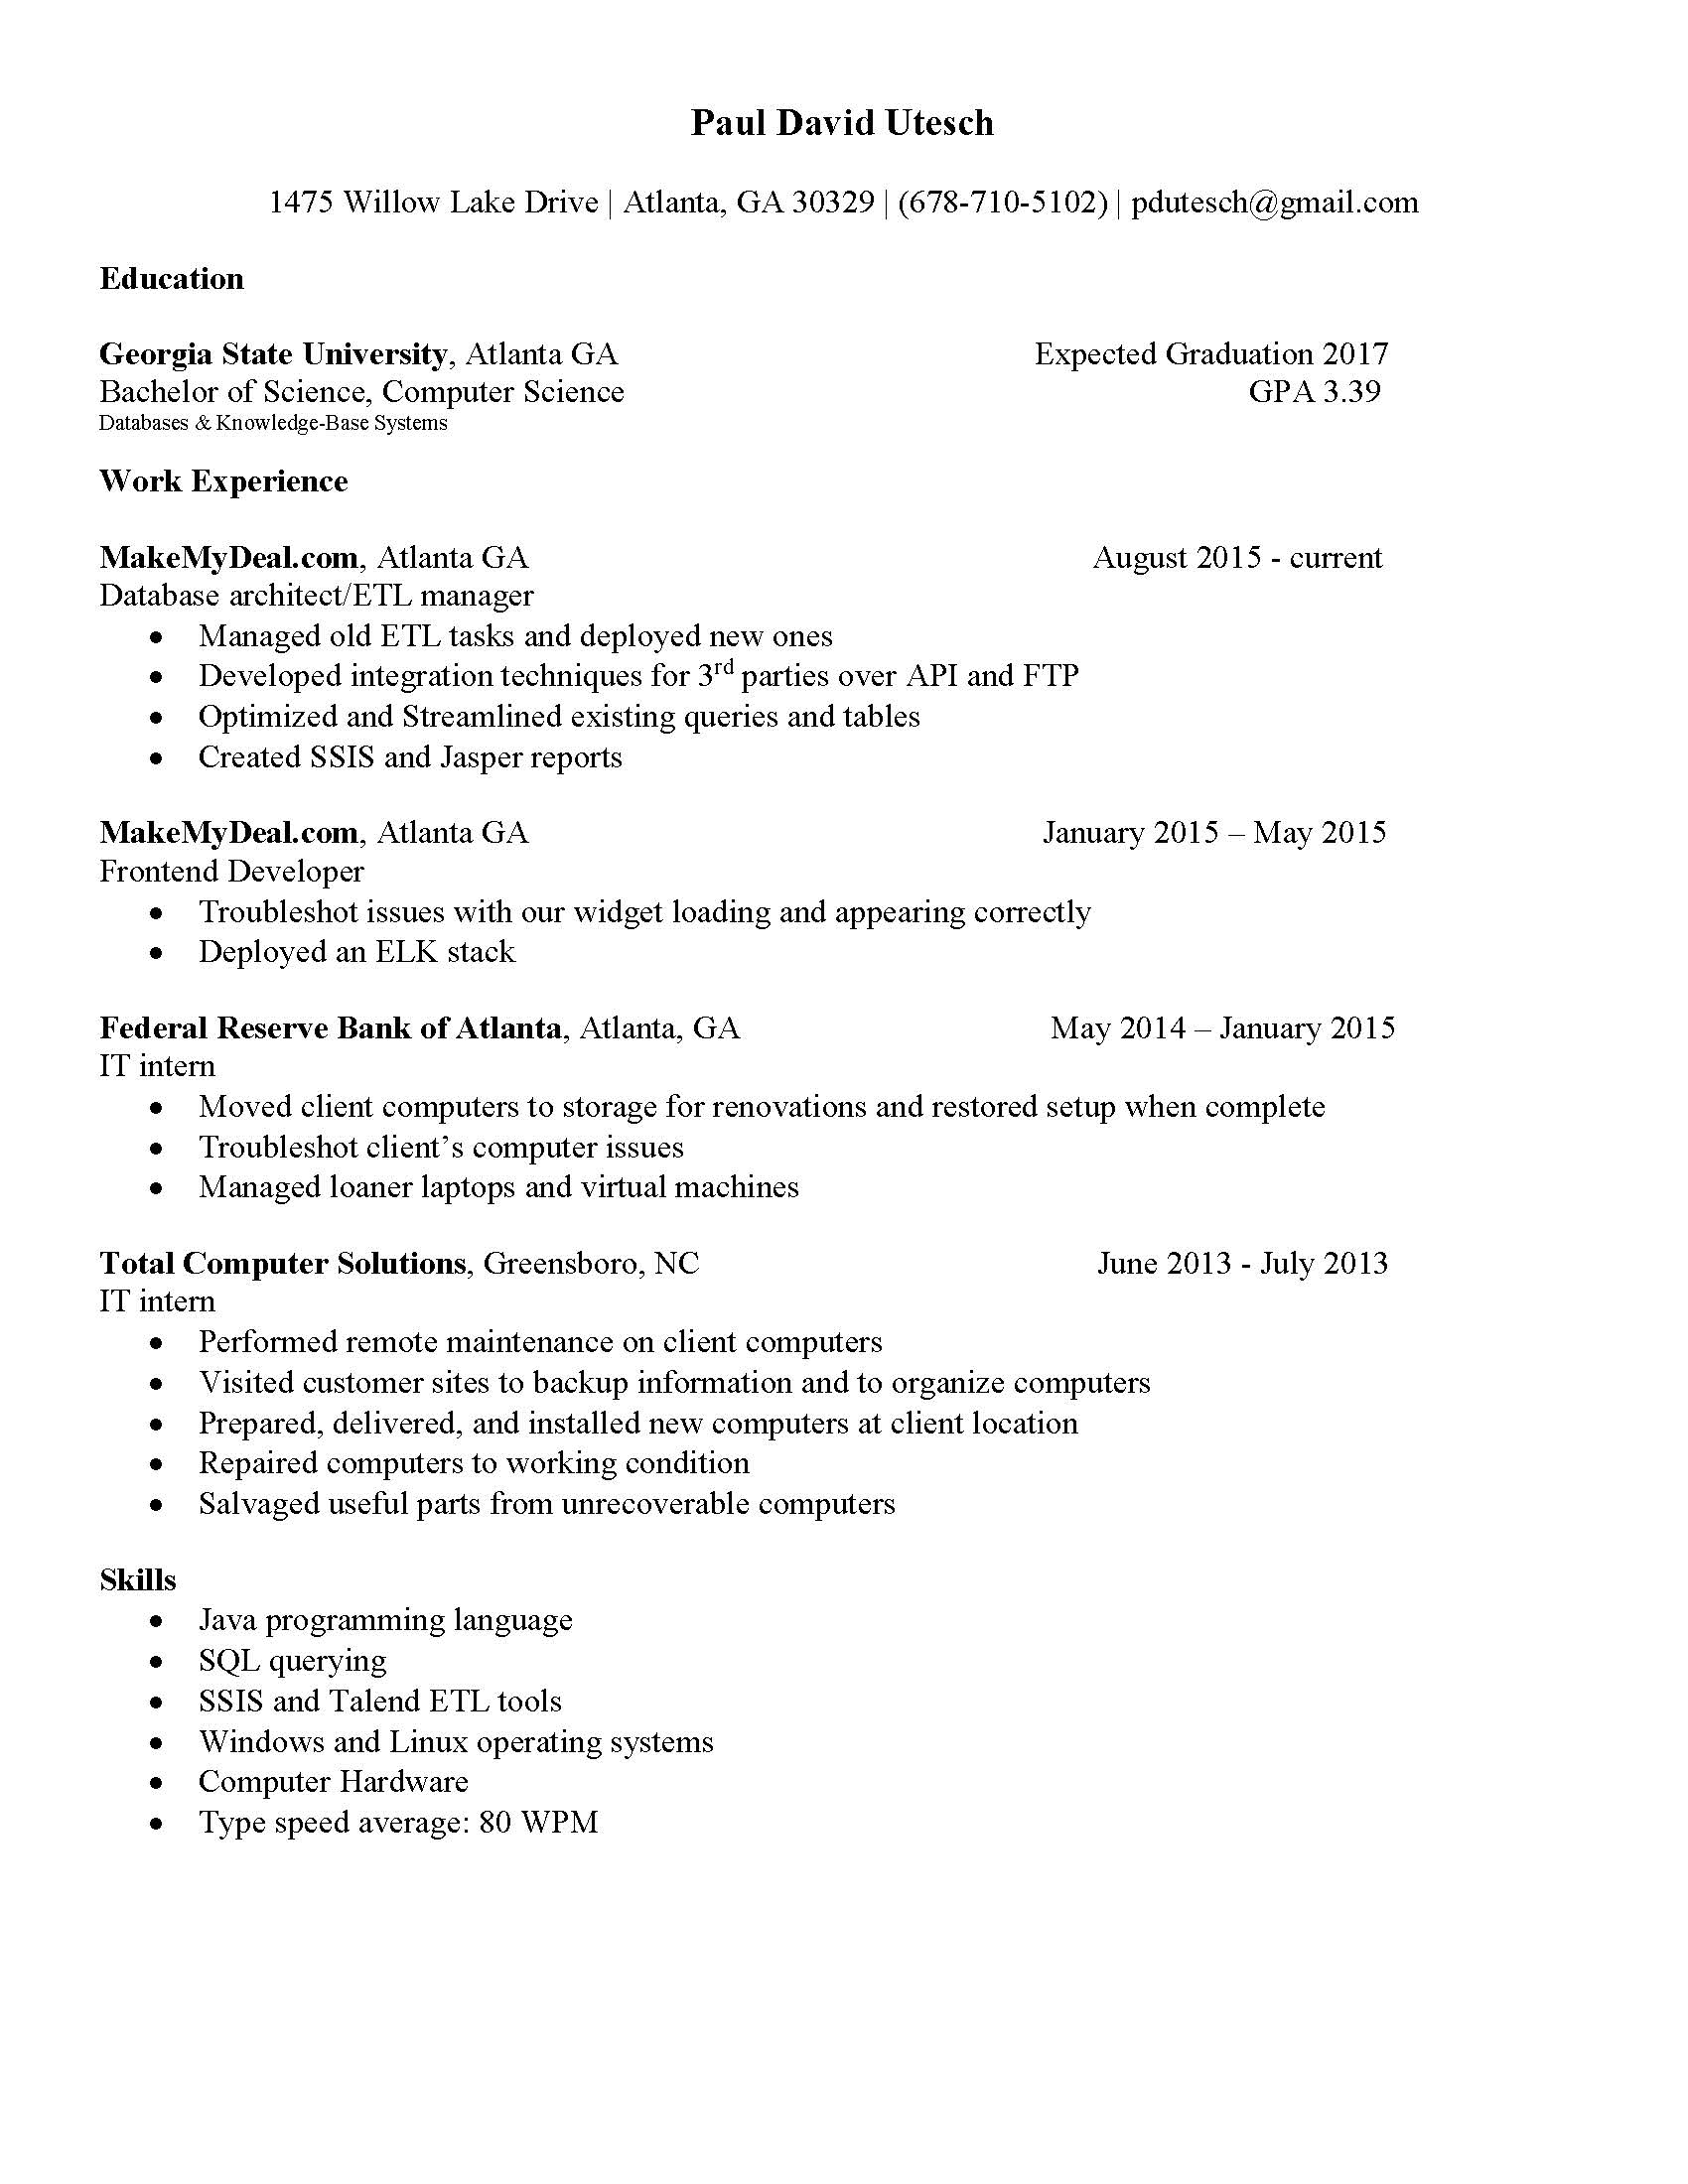 Paul David Utesch
1475 Willow Lake Drive | Atlanta, GA 30329 | (678-710-5102) | pdutesch@gmail.com
Education
Georgia State University, Atlanta GA Expected Graduation 2017
Bachelor of Science, Computer Science GPA 3.39
Databases & Knowledge-Base Systems
Work Experience
MakeMyDeal.com, Atlanta GA August 2015 - current
Database architect/ETL manager
• Managed old ETL tasks and deployed new ones
• Developed integration techniques for 3rd parties over API and FTP
• Optimized and Streamlined existing queries and tables
• Created SSIS and Jasper reports
MakeMyDeal.com, Atlanta GA January 2015 – May 2015
Frontend Developer
• Troubleshot issues with our widget loading and appearing correctly
• Deployed an ELK stack
Federal Reserve Bank of Atlanta, Atlanta, GA May 2014 – January 2015
IT intern
• Moved client computers to storage for renovations and restored setup when complete
• Troubleshot client’s computer issues
• Managed loaner laptops and virtual machines
Total Computer Solutions, Greensboro, NC June 2013 - July 2013
IT intern
• Performed remote maintenance on client computers
• Visited customer sites to backup information and to organize computers
• Prepared, delivered, and installed new computers at client location
• Repaired computers to working condition
• Salvaged useful parts from unrecoverable computers
Skills
• Java programming language
• SQL querying
• SSIS and Talend ETL tools
• Windows and Linux operating systems
• Computer Hardware
• Type speed average: 80 WPM